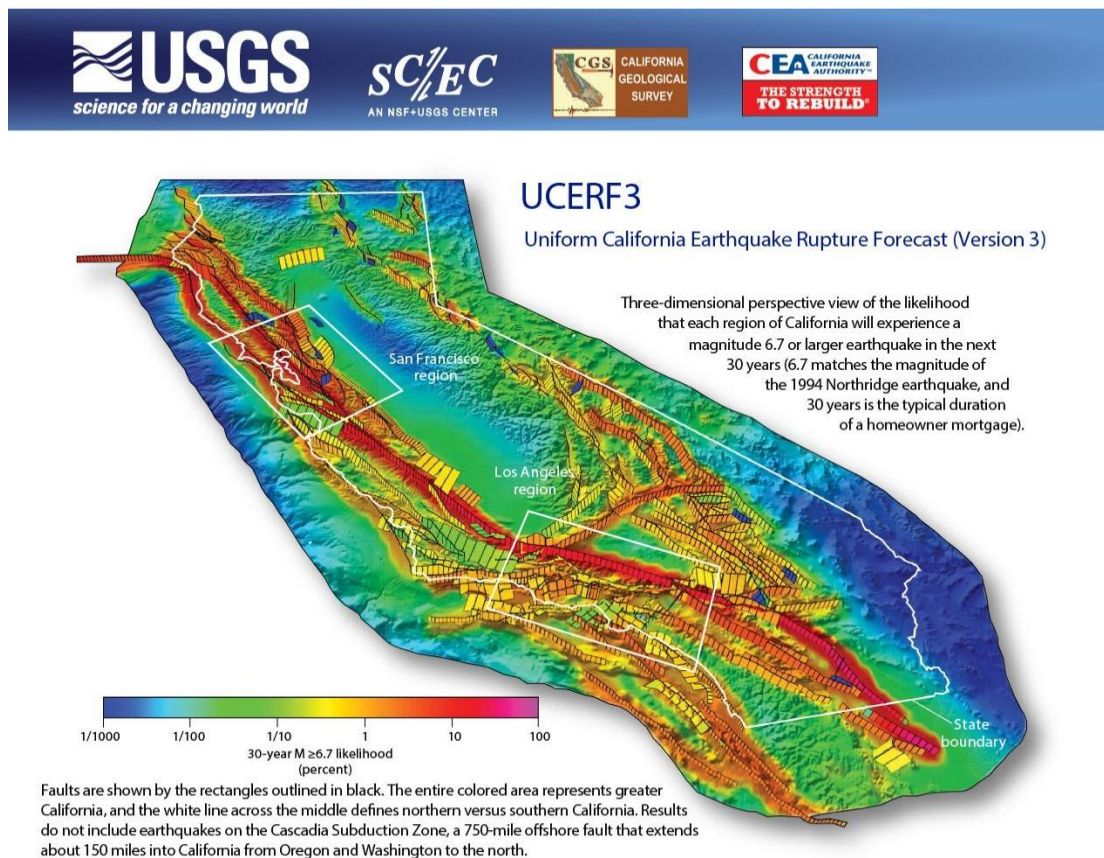 USGS
science for a changing world
SC/EC
AN NSF+USGS CENTER
CGS
CALIFORNIA
GEOLOGICAL
SURVEY
CEA CALIFORNIA
EARTHQUAKE
AUTHORITY™
THE STRENGTH
TO REBUILD®
UCERF3
Uniform California Earthquake Rupture Forecast (Version 3)
Three-dimensional perspective view of the likelihood
that each region of California will experience a
magnitude 6.7 or larger earthquake in the next
30 years (6.7 matches the magnitude of
the 1994 Northridge earthquake, and
30 years is the typical duration
of a homeowner mortgage).
San Francisco
region
Los Angeles
region
State
boundary
1/1000 1/100 1/10 1 10 100
30-year M ≥6.7 likelihood
(percent)
Faults are shown by the rectangles outlined in black. The entire colored area represents greater
California, and the white line across the middle defines northern versus southern California. Results
do not include earthquakes on the Cascadia Subduction Zone, a 750-mile offshore fault that extends
about 150 miles into California from Oregon and Washington to the north.